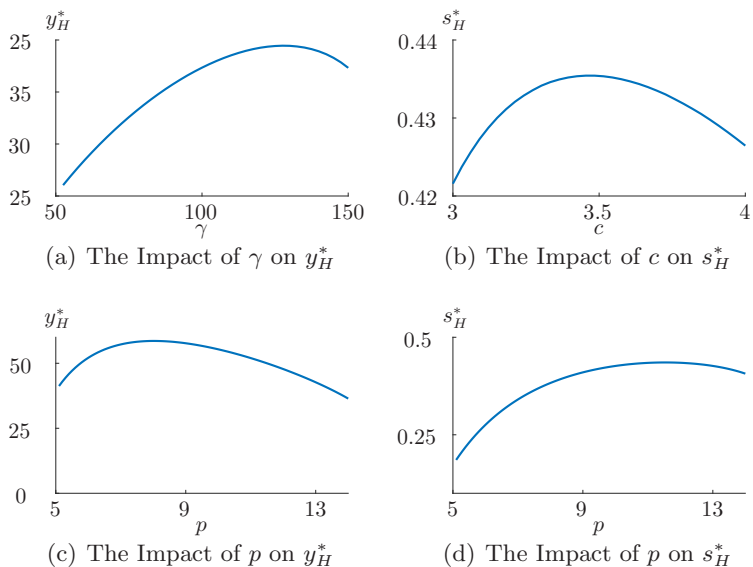 y*_H
25
35
30
25
50
100
150
γ
(a) The Impact of γ on y*_H
s*_H
0.44
0.43
0.42
3
3.5
4
c
(b) The Impact of c on s*_H
y*_H
50
25
0
5
9
13
p
(c) The Impact of p on y*_H
s*_H
0.5
0.25
5
9
13
p
(d) The Impact of p on s*_H